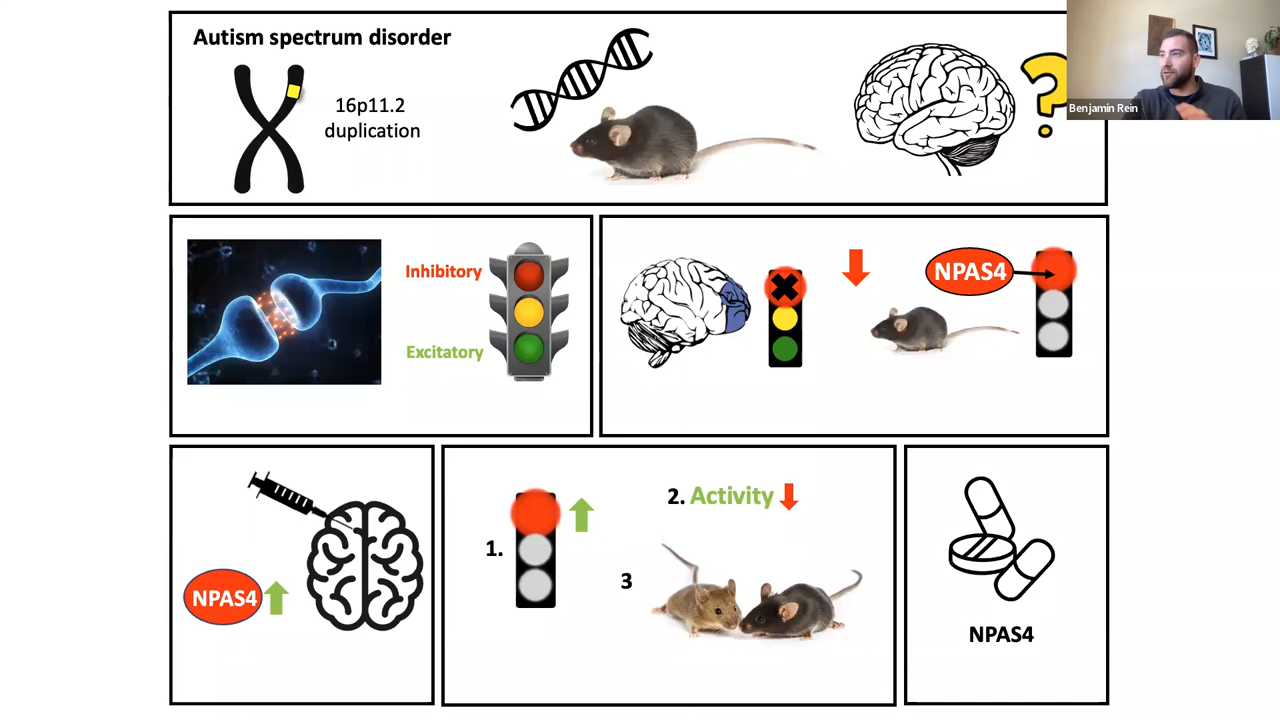 Autism spectrum disorder
16p11.2
duplication
?
Benjamin Rein
Inhibitory
Excitatory
NPAS4
NPAS4
1.
2. Activity
3
NPAS4